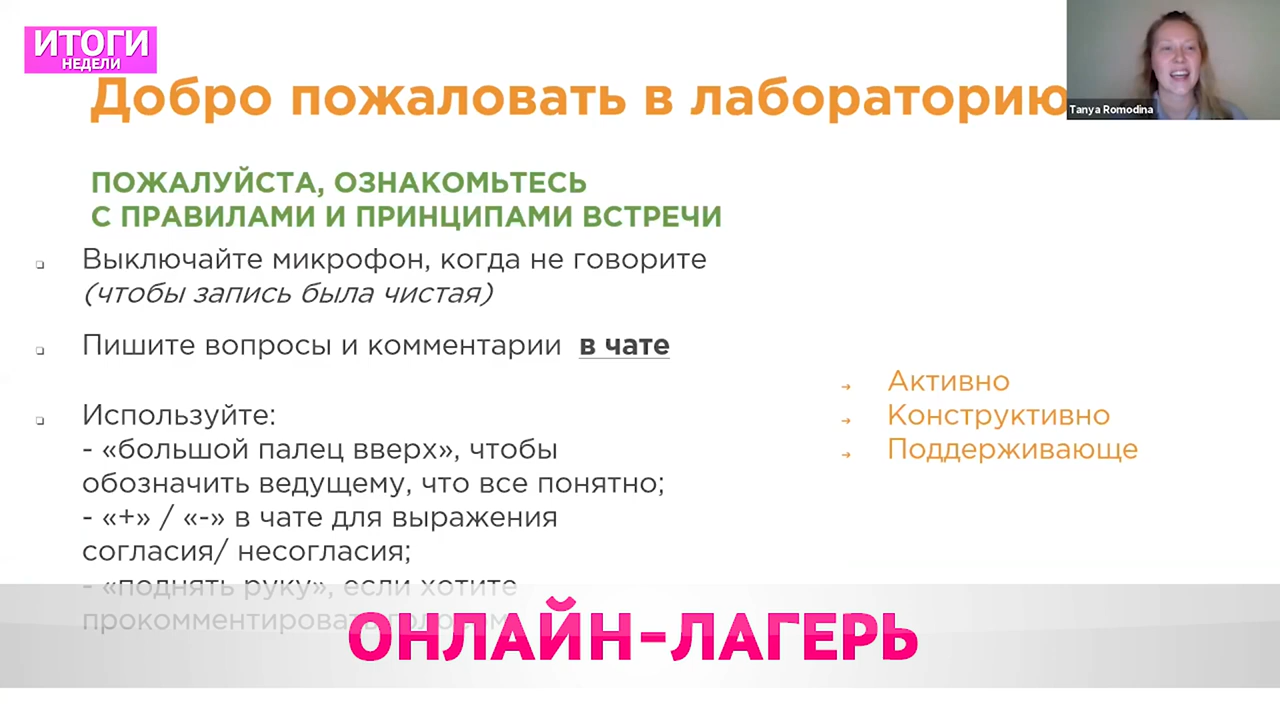 ИТОГИ
НЕДЕЛИ
Добро пожаловать в лабораторию
Tanya Romodina
ПОЖАЛУЙСТА, ОЗНАКОМЬТЕСЬ
С ПРАВИЛАМИ И ПРИНЦИПАМИ ВСТРЕЧИ
Выключайте микрофон, когда не говорите
(чтобы запись была чистая)
Пишите вопросы и комментарии в чате
Используйте:
- «большой палец вверх», чтобы
обозначить ведущему, что все понятно;
- «+» / «-» в чате для выражения
согласия/ несогласия;
- «поднять руку», если хотите
прокомментировать
Активно
Конструктивно
Поддерживающе
ОНЛАЙН-ЛАГЕРЬ